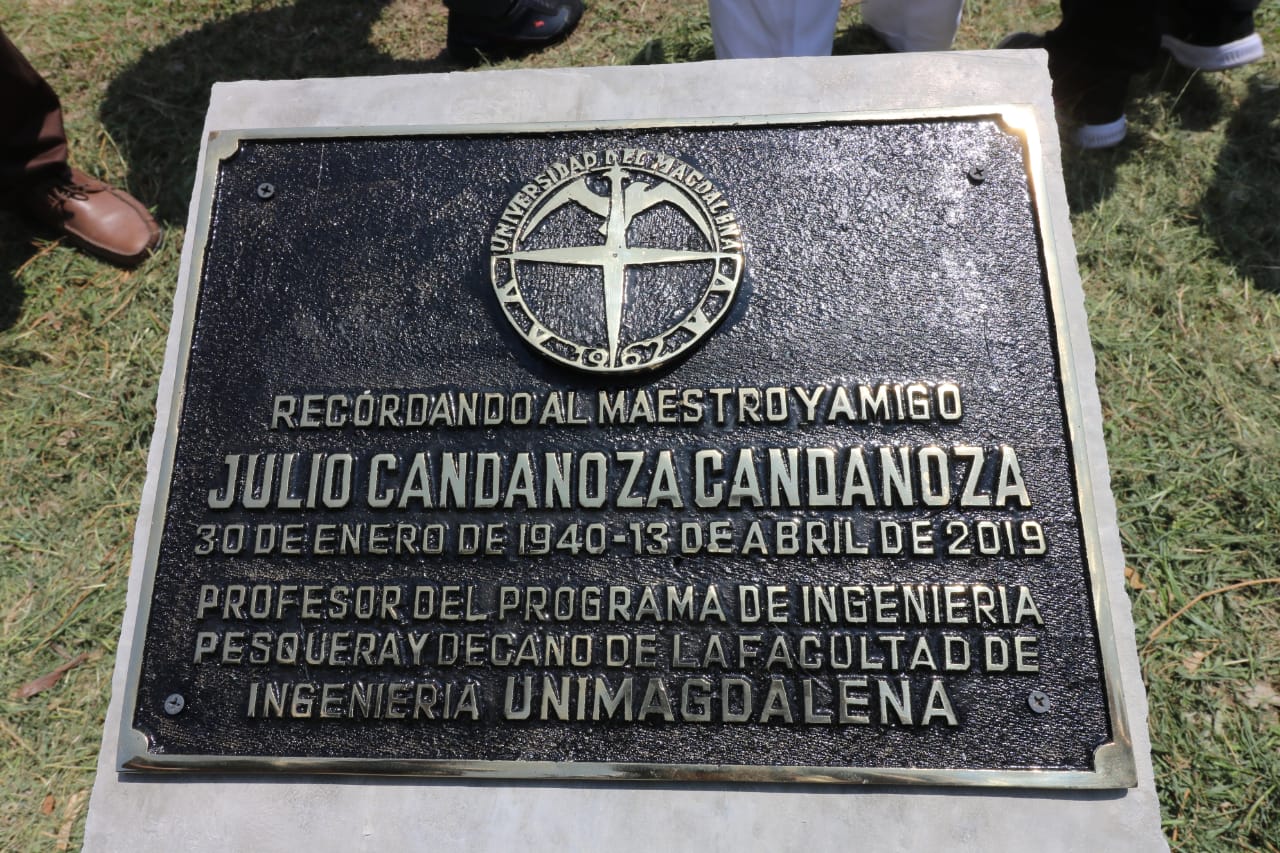 UNIVERSIDAD DEL MAGDALENA
1962
RECORDANDO AL MAESTRO Y AMIGO
JULIO CANDANOZA CANDANOZA
30 DE ENERO DE 1940-13 DE ABRIL DE 2019
PROFESOR DEL PROGRAMA DE INGENIERIA
PESQUERA Y DECANO DE LA FACULTAD DE
INGENIERIA UNIMAGDALENA